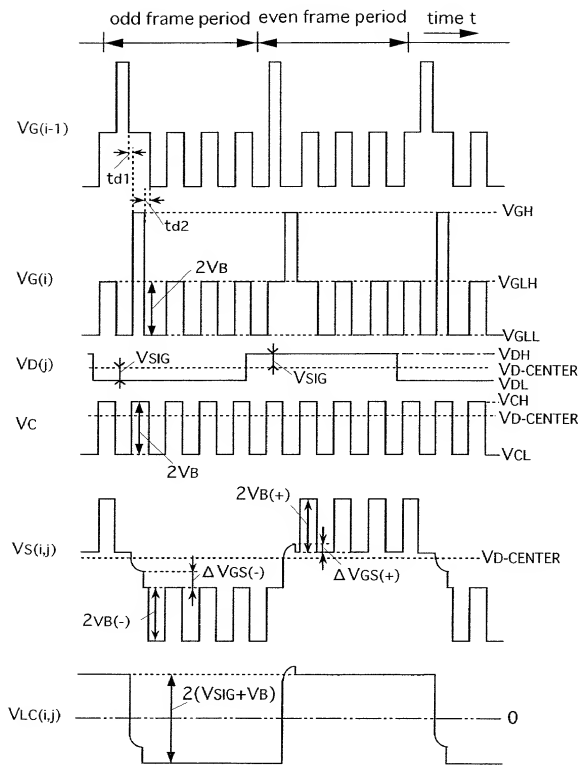 odd frame period
even frame period
time t
VG(i-1)
td1
td2
VGH
VG(i)
2VB
VGLH
VGLL
VD(j)
VSIG
VSIG
VDH
VD-CENTER
VDL
VC
VCH
VD-CENTER
VCL
2VB
2VB(+)
VS(i,j)
VD-CENTER
ΔVGS(-)
ΔVGS(+)
2VB(-)
VLC(i,j)
2(VSIG+VB)
0